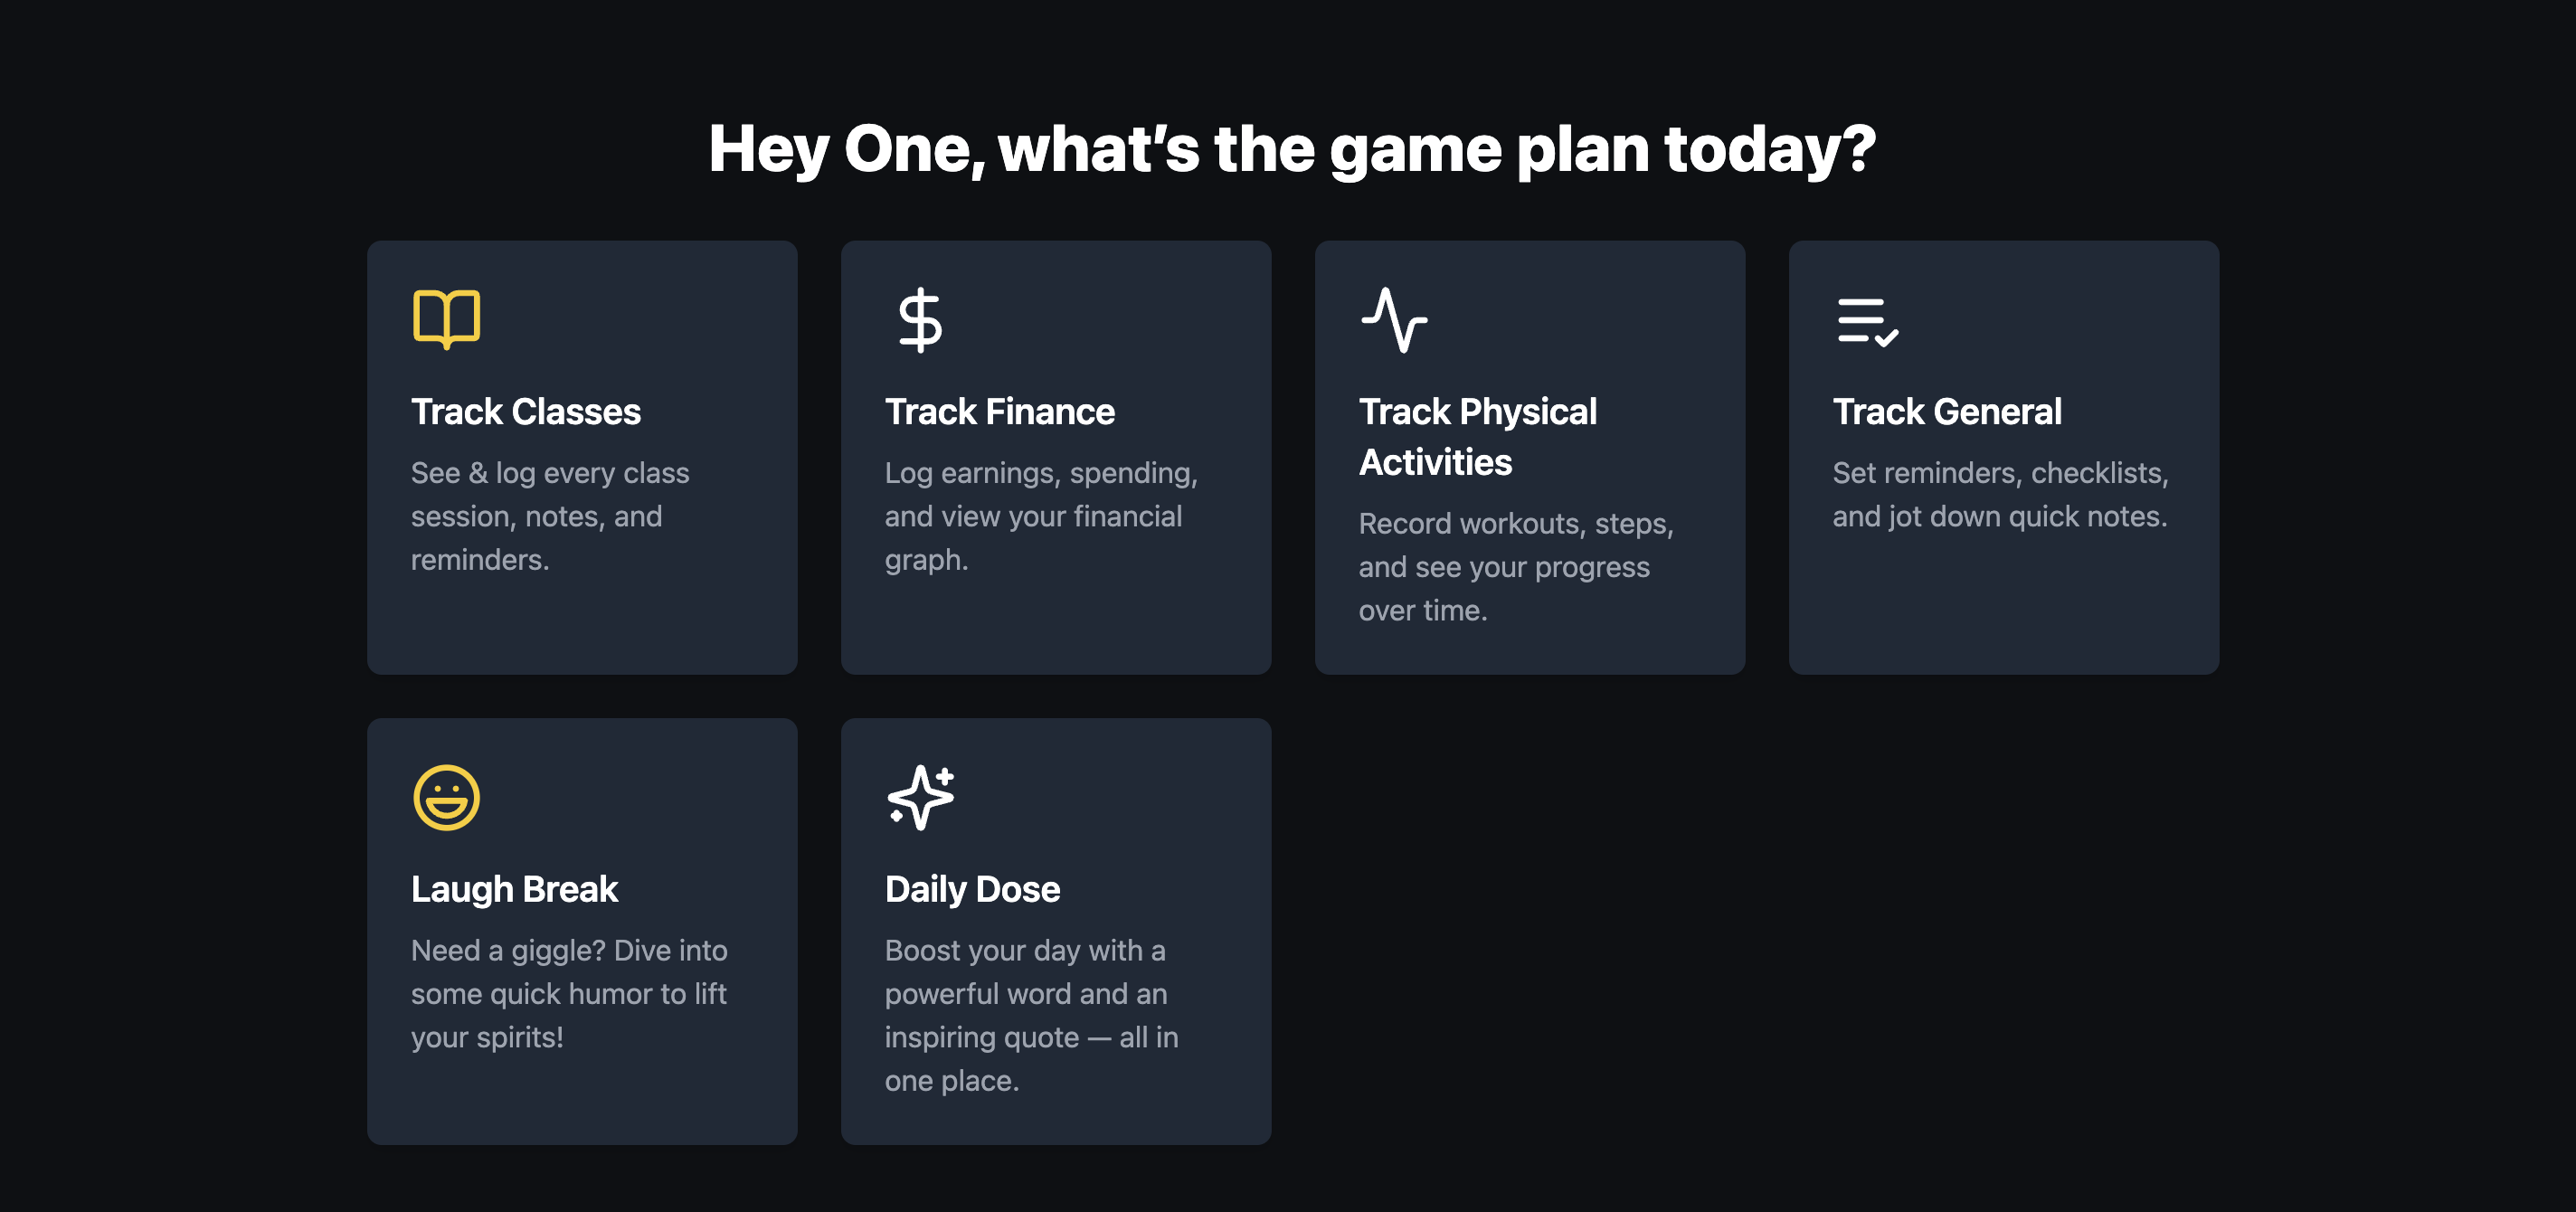 Hey One, what’s the game plan today?
Track Classes
See & log every class
session, notes, and
reminders.
Track Finance
Log earnings, spending,
and view your financial
graph.
Track Physical
Activities
Record workouts, steps,
and see your progress
over time.
Track General
Set reminders, checklists,
and jot down quick notes.
Laugh Break
Need a giggle? Dive into
some quick humor to lift
your spirits!
Daily Dose
Boost your day with a
powerful word and an
inspiring quote — all in
one place.